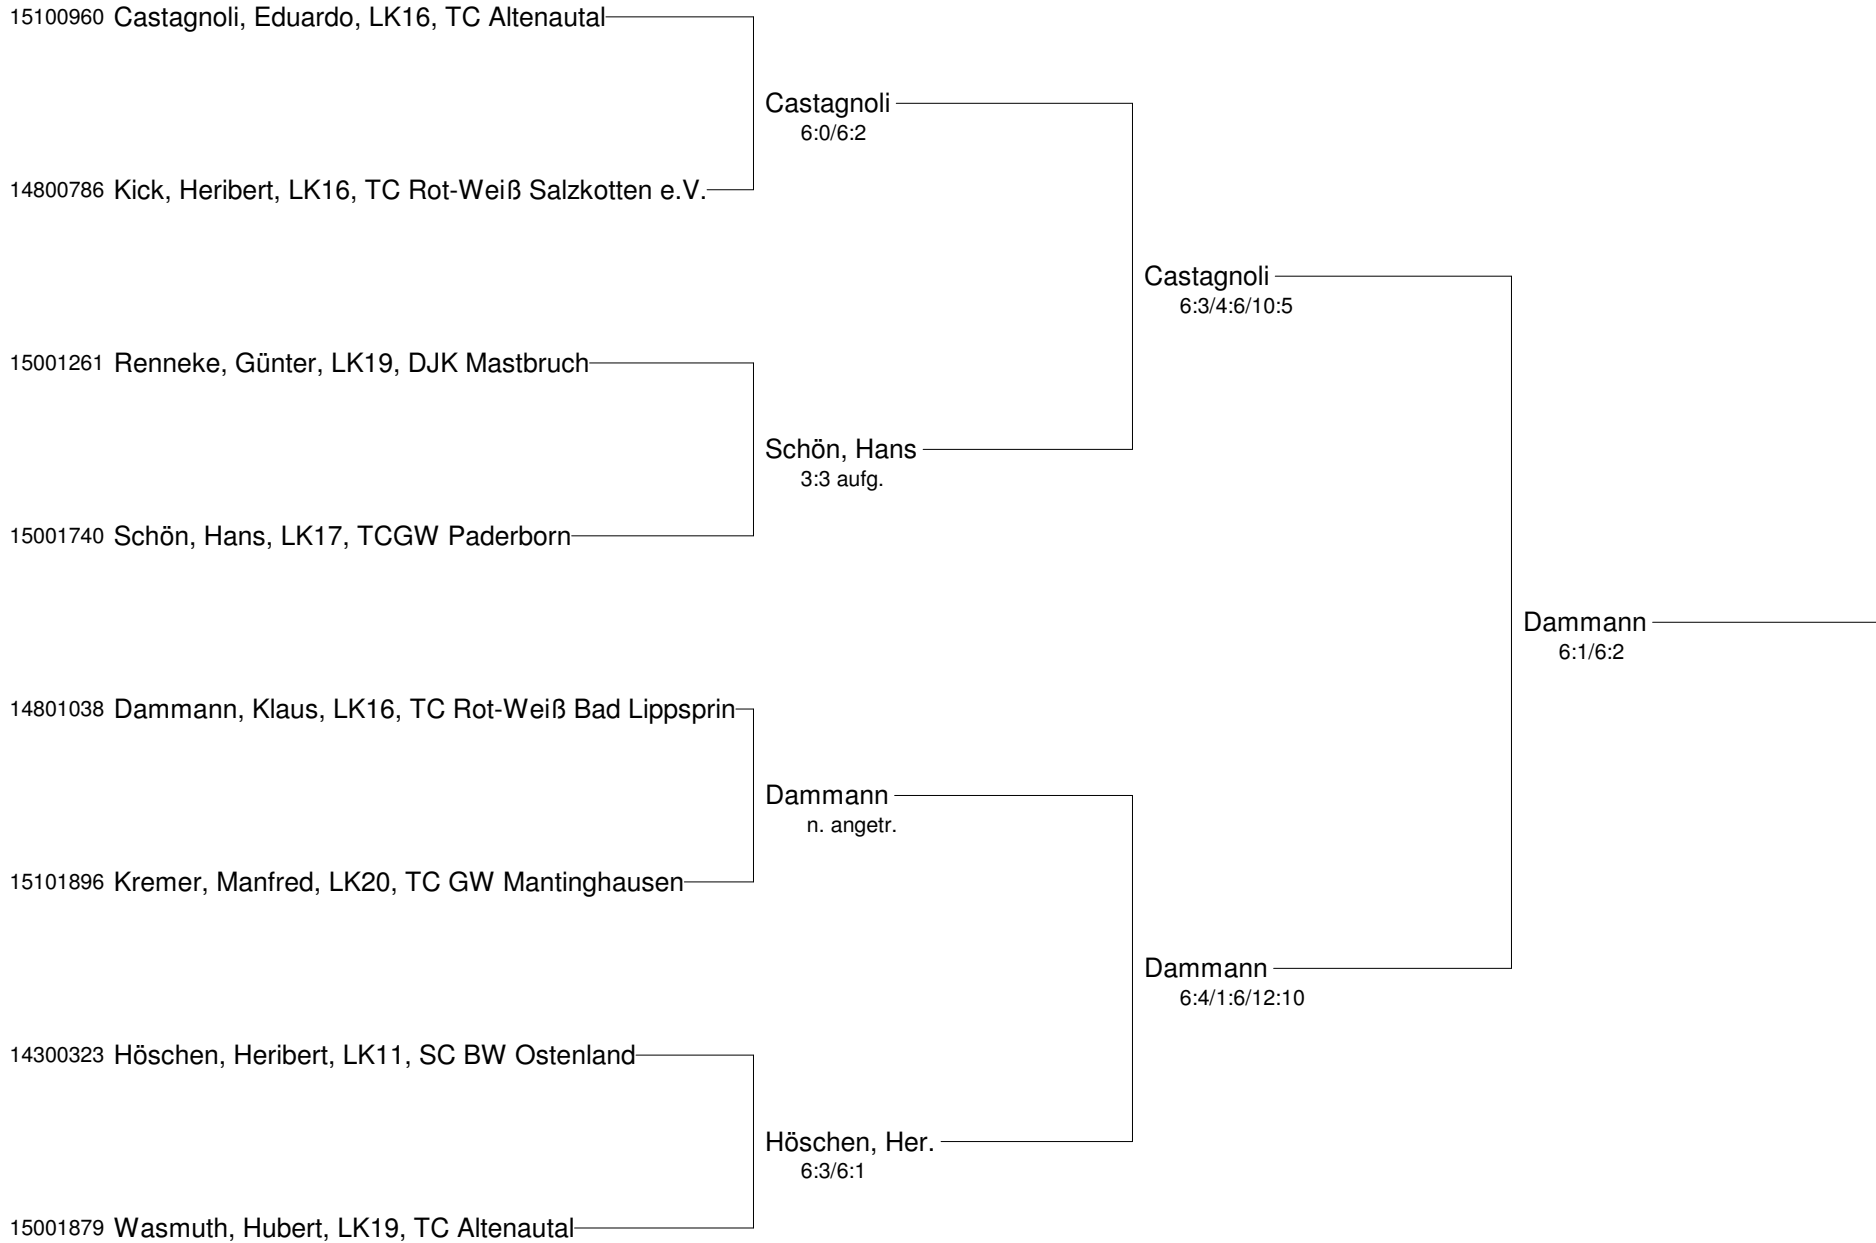 15100960 Castagnoli, Eduardo, LK16, TC Altenautal
Castagnoli
6:0/6:2
14800786 Kick, Heribert, LK16, TC Rot-Weiß Salzkotten e.V.
Castagnoli
6:3/4:6/10:5
15001261 Renneke, Günter, LK19, DJK Mastbruch
Schön, Hans
3:3 aufg.
15001740 Schön, Hans, LK17, TCGW Paderborn
Dammann
6:1/6:2
14801038 Dammann, Klaus, LK16, TC Rot-Weiß Bad Lippsprin
Dammann
n. angetr.
15101896 Kremer, Manfred, LK20, TC GW Mantinghausen
Dammann
6:4/1:6/12:10
14300323 Höschen, Heribert, LK11, SC BW Ostenland
Höschen, Her.
6:3/6:1
15001879 Wasmuth, Hubert, LK19, TC Altenautal